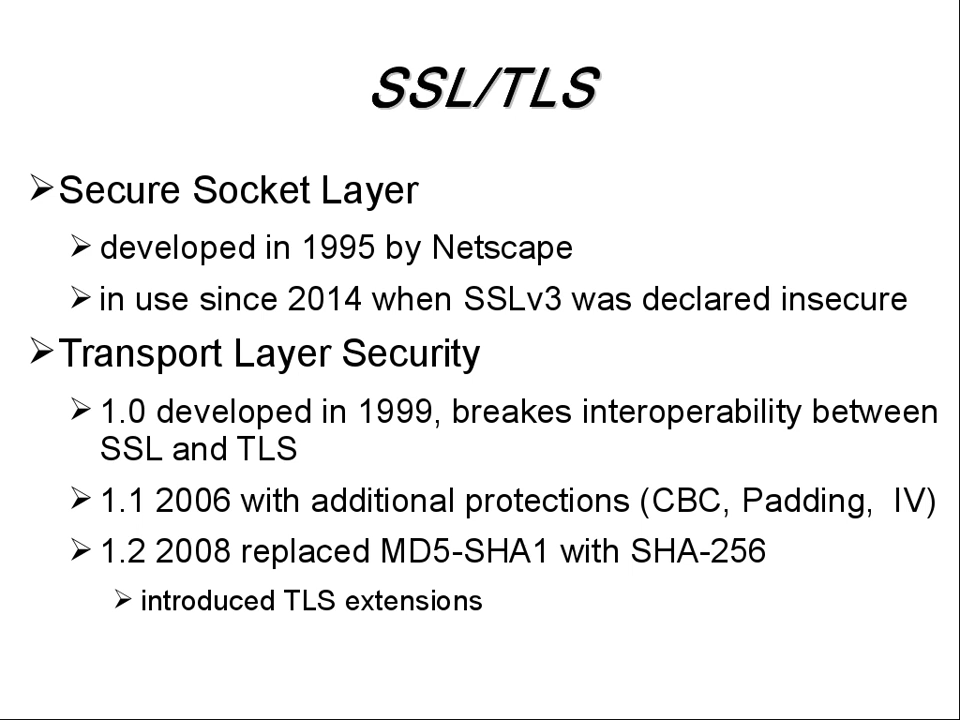 SSL/TLS
Secure Socket Layer
developed in 1995 by Netscape
in use since 2014 when SSLv3 was declared insecure
Transport Layer Security
1.0 developed in 1999, breakes interoperability between
SSL and TLS
1.1 2006 with additional protections (CBC, Padding,  IV)
1.2 2008 replaced MD5-SHA1 with SHA-256
introduced TLS extensions